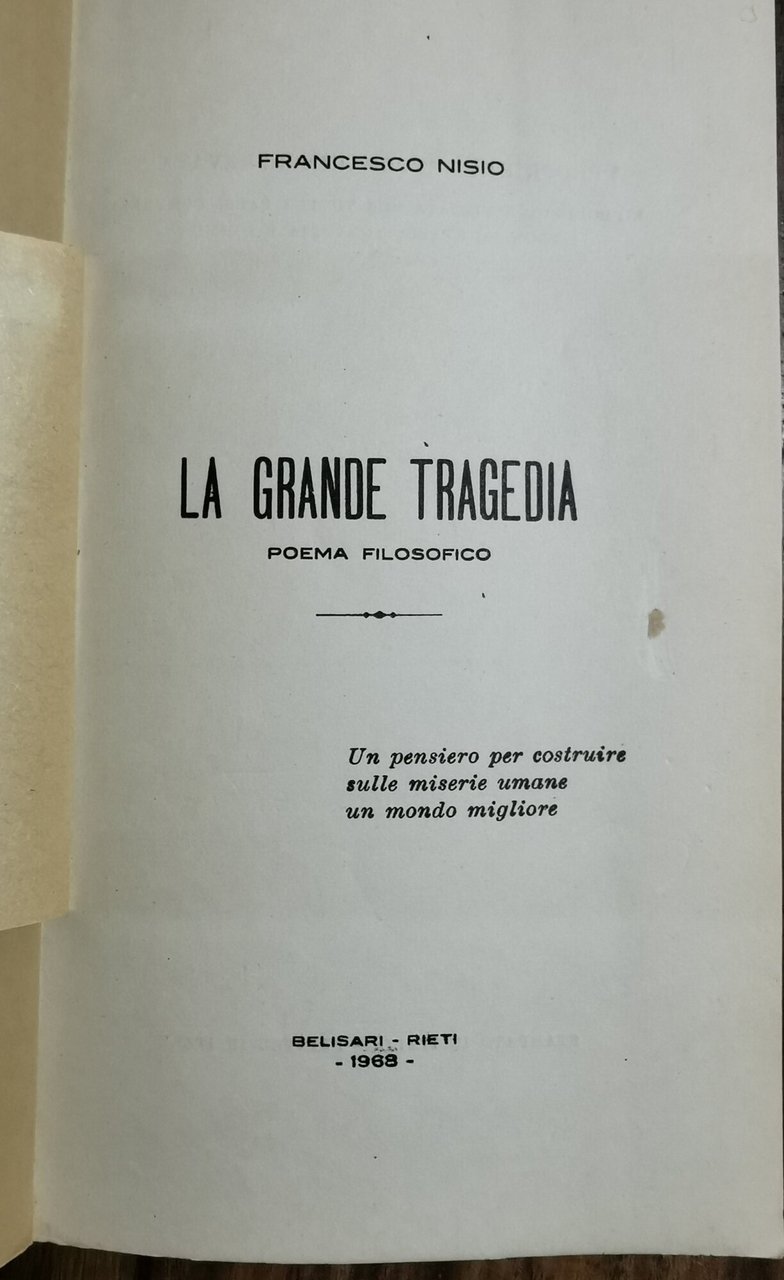 FRANCESCO NISIO
LA GRANDE TRAGEDIA
POEMA FILOSOFICO
Un pensiero per costruire
sulle miserie umane
un mondo migliore
BELISARI - RIETI
- 1968 -